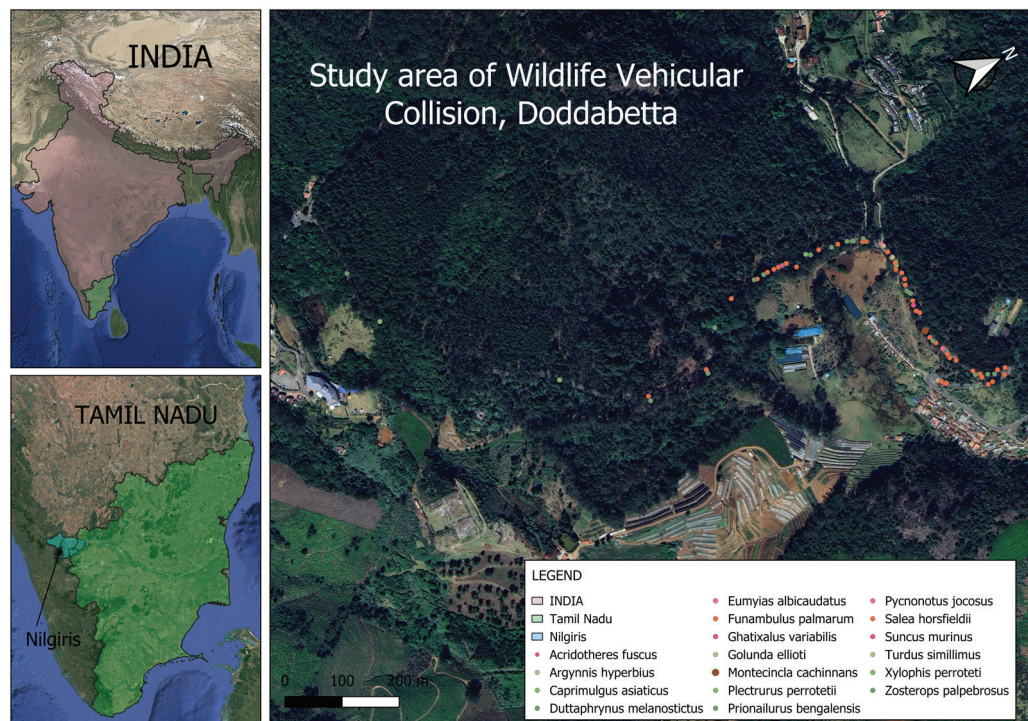 INDIA
TAMIL NADU
Nilgiris
Study area of Wildlife Vehicular
Collision, Doddabetta
N
0 100 200 m
LEGEND
INDIA
Tamil Nadu
Nilgiris
Acridotheres fuscus
Argynnis hyperbius
Caprimulgus asiaticus
Duttaphrynus melanostictus
Eumyias albicaudatus
Funambulus palmarum
Ghatixalus variabilis
Golunda ellioti
Montecincla cachinnans
Plectrurus perrotetii
Prionailurus bengalensis
Pycnonotus jocosus
Salea horsfieldii
Suncus murinus
Turdus simillimus
Xylophis perroteti
Zosterops palpebrosus